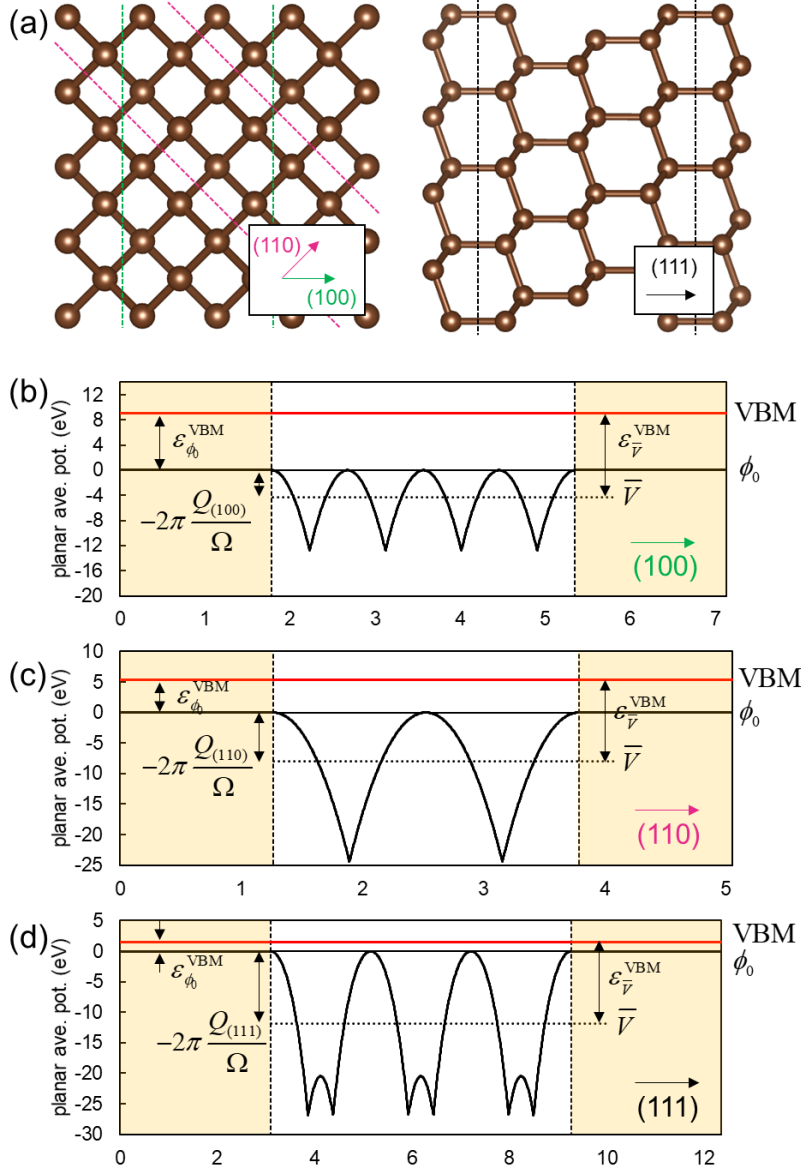 (a)
(110)
(100)
(111)
(b)
planar ave. pot. (eV)
12
8
4
0
-4
-8
-12
-16
-20
0 1 2 3 4 5 6 7
VBM
ϕ₀
ε_{ϕ₀}^{VBM}
ε_{V̅}^{VBM}
V̅
−2π Q_{(100)}/Ω
(100)
(c)
planar ave. pot. (eV)
10
5
0
-5
-10
-15
-20
-25
0 1 2 3 4 5
VBM
ϕ₀
ε_{ϕ₀}^{VBM}
ε_{V̅}^{VBM}
V̅
−2π Q_{(110)}/Ω
(110)
(d)
planar ave. pot. (eV)
5
0
-5
-10
-15
-20
-25
-30
0 2 4 6 8 10 12
VBM
ϕ₀
ε_{ϕ₀}^{VBM}
ε_{V̅}^{VBM}
V̅
−2π Q_{(111)}/Ω
(111)